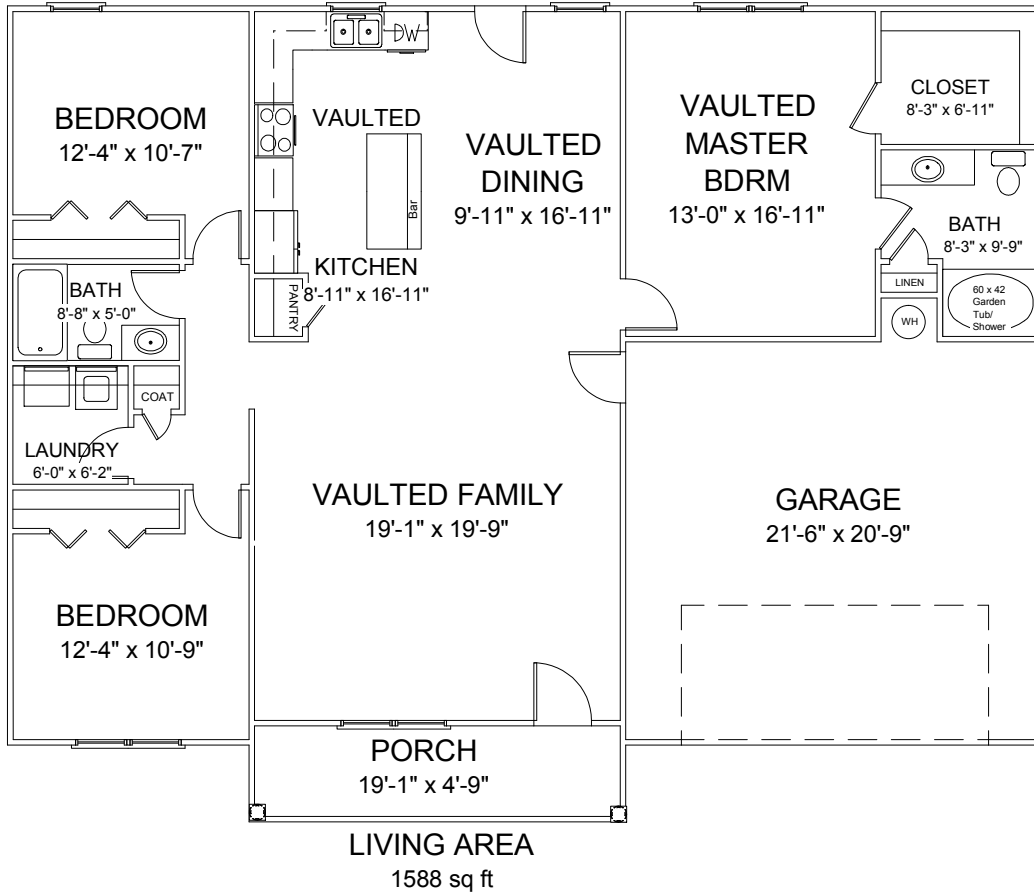 BEDROOM
12'-4" x 10'-7"
DW
VAULTED
KITCHEN
8'-11" x 16'-11"
Bar
PANTRY
VAULTED
DINING
9'-11" x 16'-11"
VAULTED
MASTER
BDRM
13'-0" x 16'-11"
CLOSET
8'-3" x 6'-11"
BATH
8'-3" x 9'-9"
LINEN
WH
60 x 42
Garden
Tub/
Shower
BATH
8'-8" x 5'-0"
COAT
LAUNDRY
6'-0" x 6'-2"
VAULTED FAMILY
19'-1" x 19'-9"
GARAGE
21'-6" x 20'-9"
BEDROOM
12'-4" x 10'-9"
PORCH
19'-1" x 4'-9"
LIVING AREA
1588 sq ft